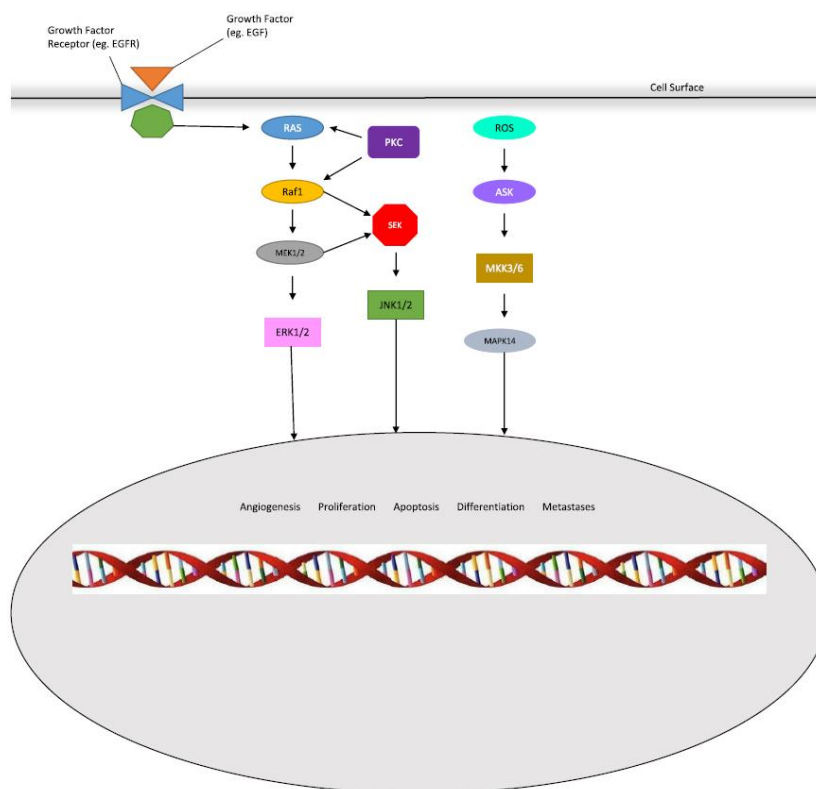 Growth Factor
Receptor (eg. EGFR)
Growth Factor
(eg. EGF)
Cell Surface
RAS
PKC
ROS
Raf1
ASK
SEK
MEK1/2
MKK3/6
JNK1/2
ERK1/2
MAPK14
Angiogenesis Proliferation Apoptosis Differentiation Metastases